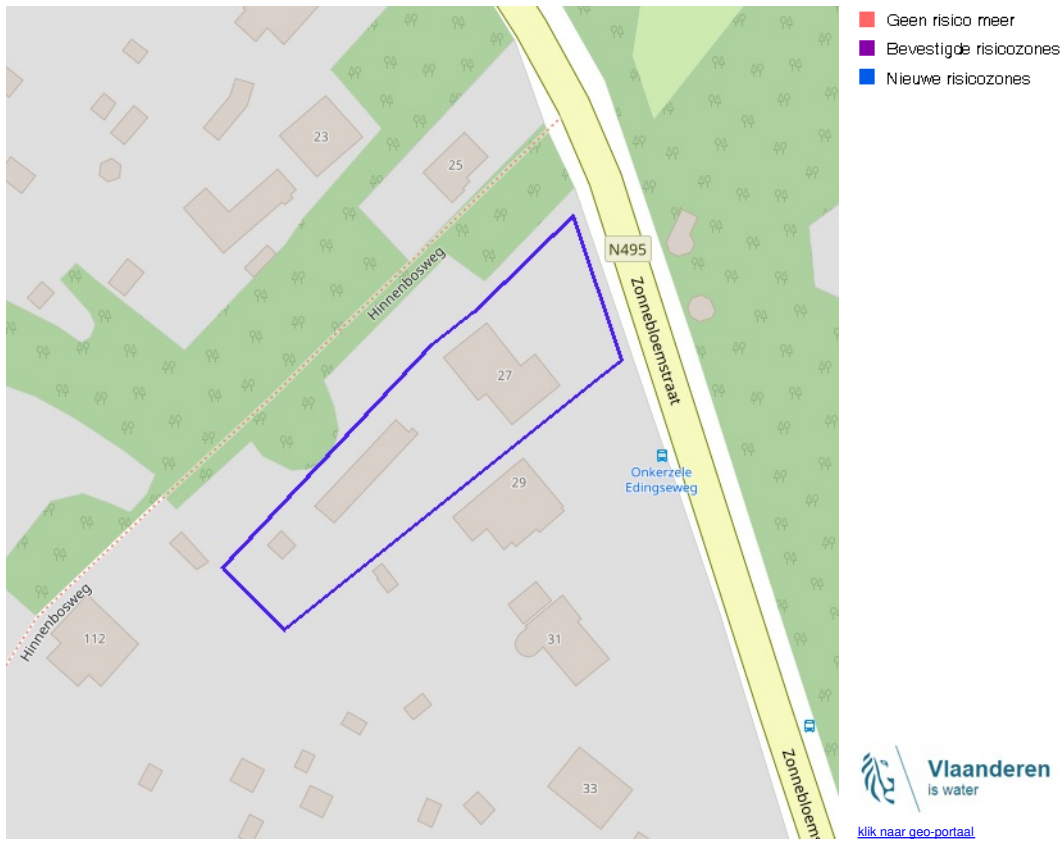 Geen risico meer
Bevestigde risicozones
Nieuwe risicozones
23
25
N495
Hinnenbosweg
Zonnebloemstraat
27
Onkerzele
Edingseweg
29
Hinnenbosweg
112
31
33
Zonnebloems
Vlaanderen
is water
klik naar geo-portaal